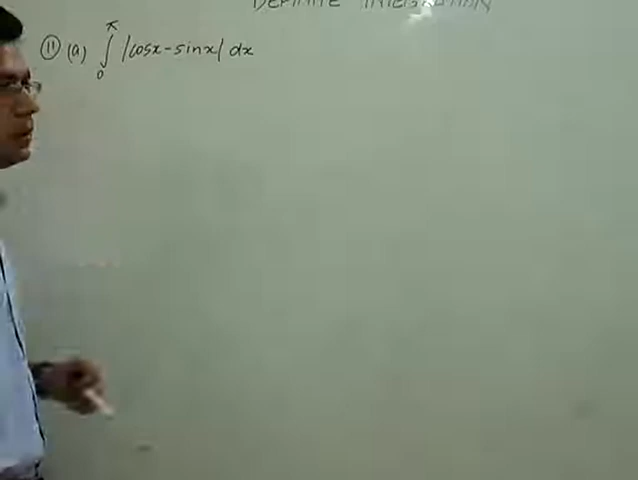 DEFINITE INTEGRATION
⑪ (a) ∫₀^π |cosx - sinx| dx